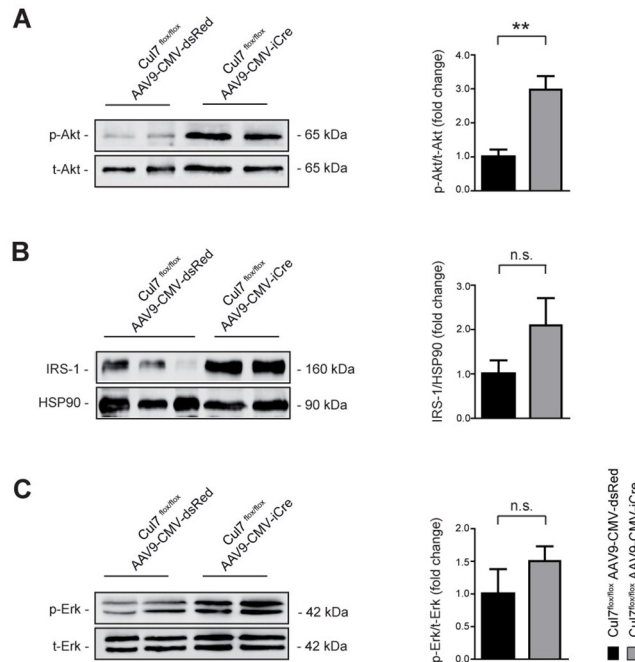 A
Cul7 flox/flox
AAV9-CMV-dsRed
Cul7 flox/flox
AAV9-CMV-iCre
p-Akt - - 65 kDa
t-Akt - - 65 kDa
p-Akt/t-Akt (fold change)
4.0
3.0
2.0
1.0
0.0
**
B
Cul7 flox/flox
AAV9-CMV-dsRed
Cul7 flox/flox
AAV9-CMV-iCre
IRS-1 - - 160 kDa
HSP90 - - 90 kDa
IRS-1/HSP90 (fold change)
3.0
2.0
1.0
0.0
n.s.
C
Cul7 flox/flox
AAV9-CMV-dsRed
Cul7 flox/flox
AAV9-CMV-iCre
p-Erk - - 42 kDa
t-Erk - - 42 kDa
p-Erk/t-Erk (fold change)
2.0
1.5
1.0
0.5
0.0
n.s.
Cul7flox/flox AAV9-CMV-dsRed
Cul7flox/flox AAV9-CMV-iCre